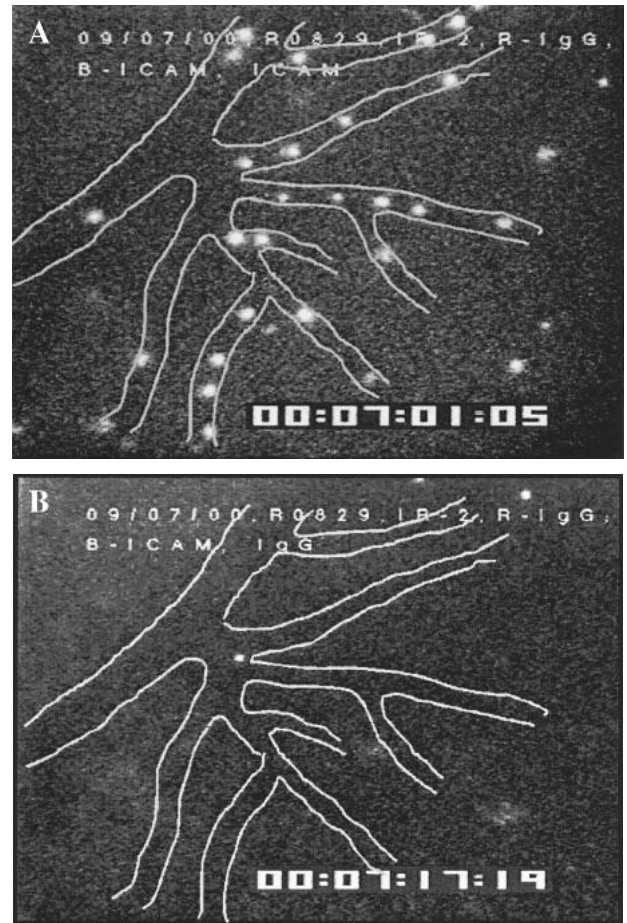 A
09/07/00,R0829,IR-2,R-IgG,
B-ICAM, ICAM
00:07:01:05
B
09/07/00,R0829,IR-2,R-IgG,
B-ICAM, IgG
00:07:17:19